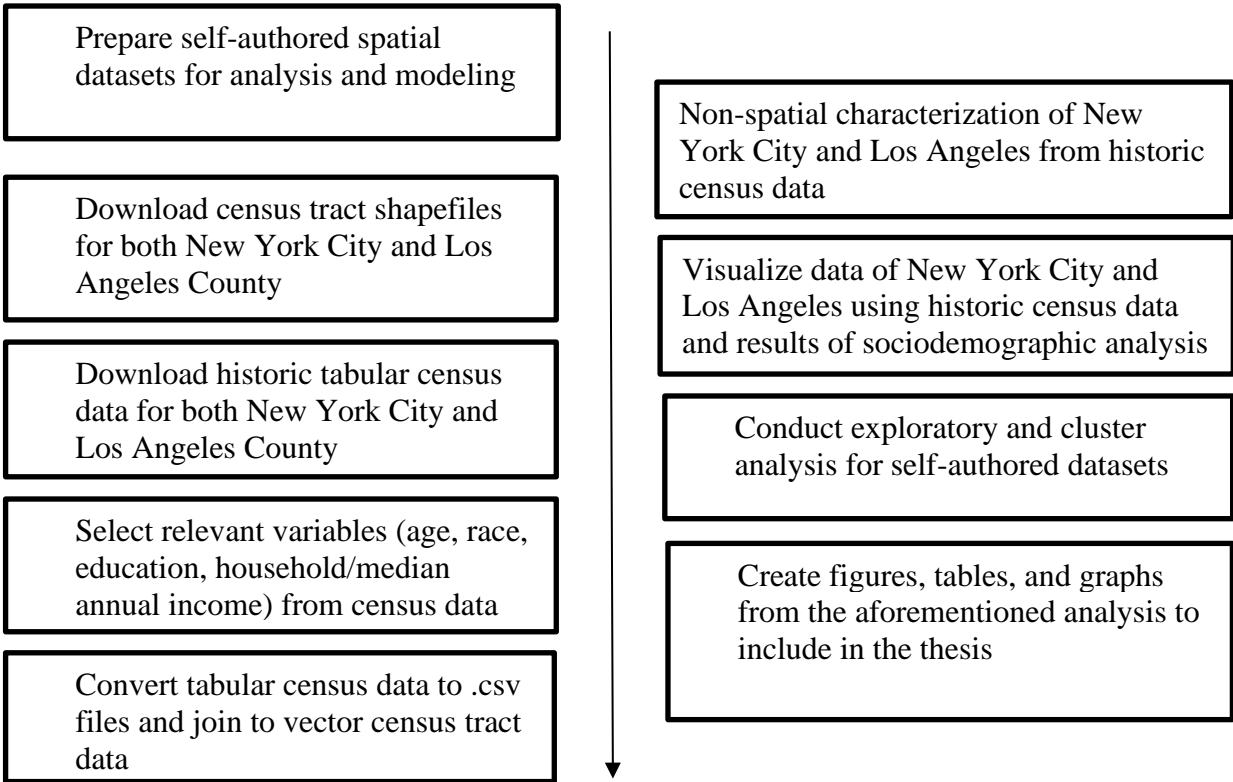 Prepare self-authored spatial
datasets for analysis and modeling
Download census tract shapefiles
for both New York City and Los
Angeles County
Download historic tabular census
data for both New York City and
Los Angeles County
Select relevant variables (age, race,
education, household/median
annual income) from census data
Convert tabular census data to .csv
files and join to vector census tract
data
Non-spatial characterization of New
York City and Los Angeles from historic
census data
Visualize data of New York City and
Los Angeles using historic census data
and results of sociodemographic analysis
Conduct exploratory and cluster
analysis for self-authored datasets
Create figures, tables, and graphs
from the aforementioned analysis to
include in the thesis